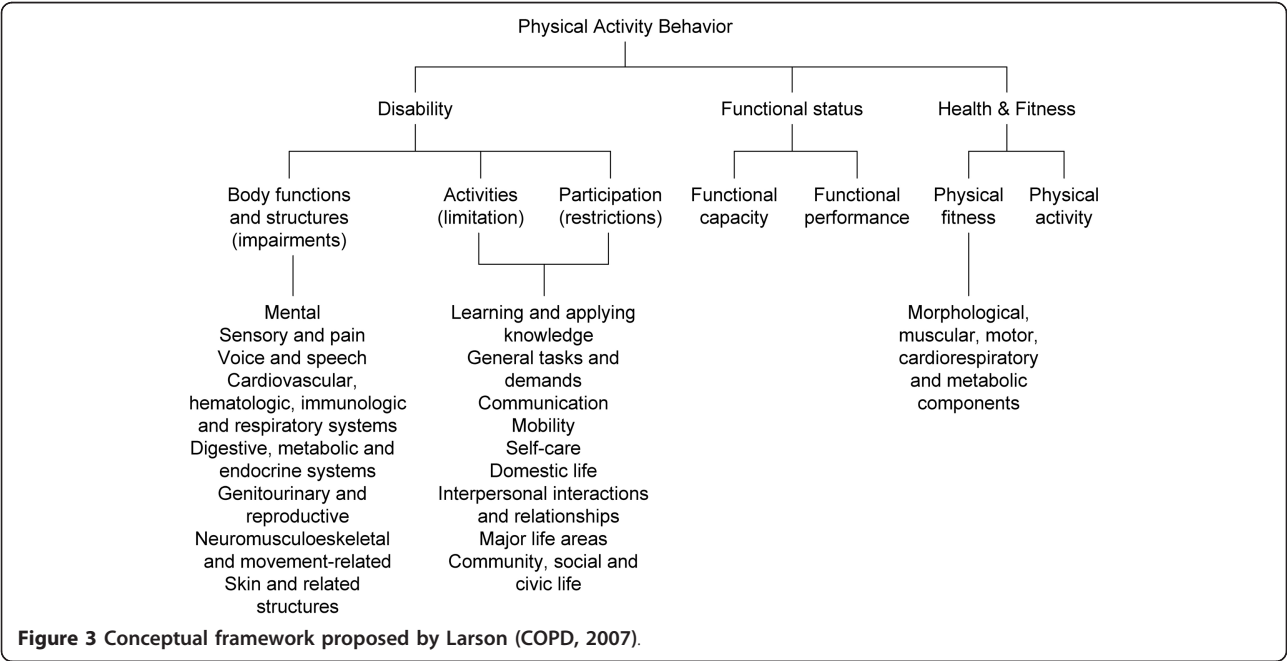 Physical Activity Behavior
Disability
Functional status
Health & Fitness
Body functions
and structures
(impairments)
Activities
(limitation)
Participation
(restrictions)
Functional
capacity
Functional
performance
Physical
fitness
Physical
activity
Mental
Sensory and pain
Voice and speech
Cardiovascular,
hematologic, immunologic
and respiratory systems
Digestive, metabolic and
endocrine systems
Genitourinary and
reproductive
Neuromusculoeskeletal
and movement-related
Skin and related
structures
Learning and applying
knowledge
General tasks and
demands
Communication
Mobility
Self-care
Domestic life
Interpersonal interactions
and relationships
Major life areas
Community, social and
civic life
Morphological,
muscular, motor,
cardiorespiratory
and metabolic
components
Figure 3 Conceptual framework proposed by Larson (COPD, 2007).